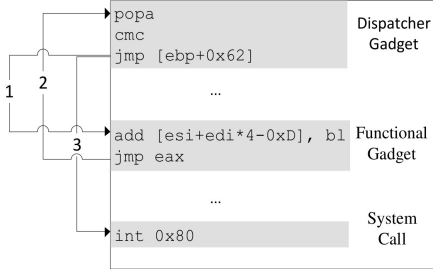 popa
cmc
jmp [ebp+0x62]
Dispatcher
Gadget
1
2
3
...
add [esi+edi*4-0xD], bl
jmp eax
Functional
Gadget
...
int 0x80
System
Call